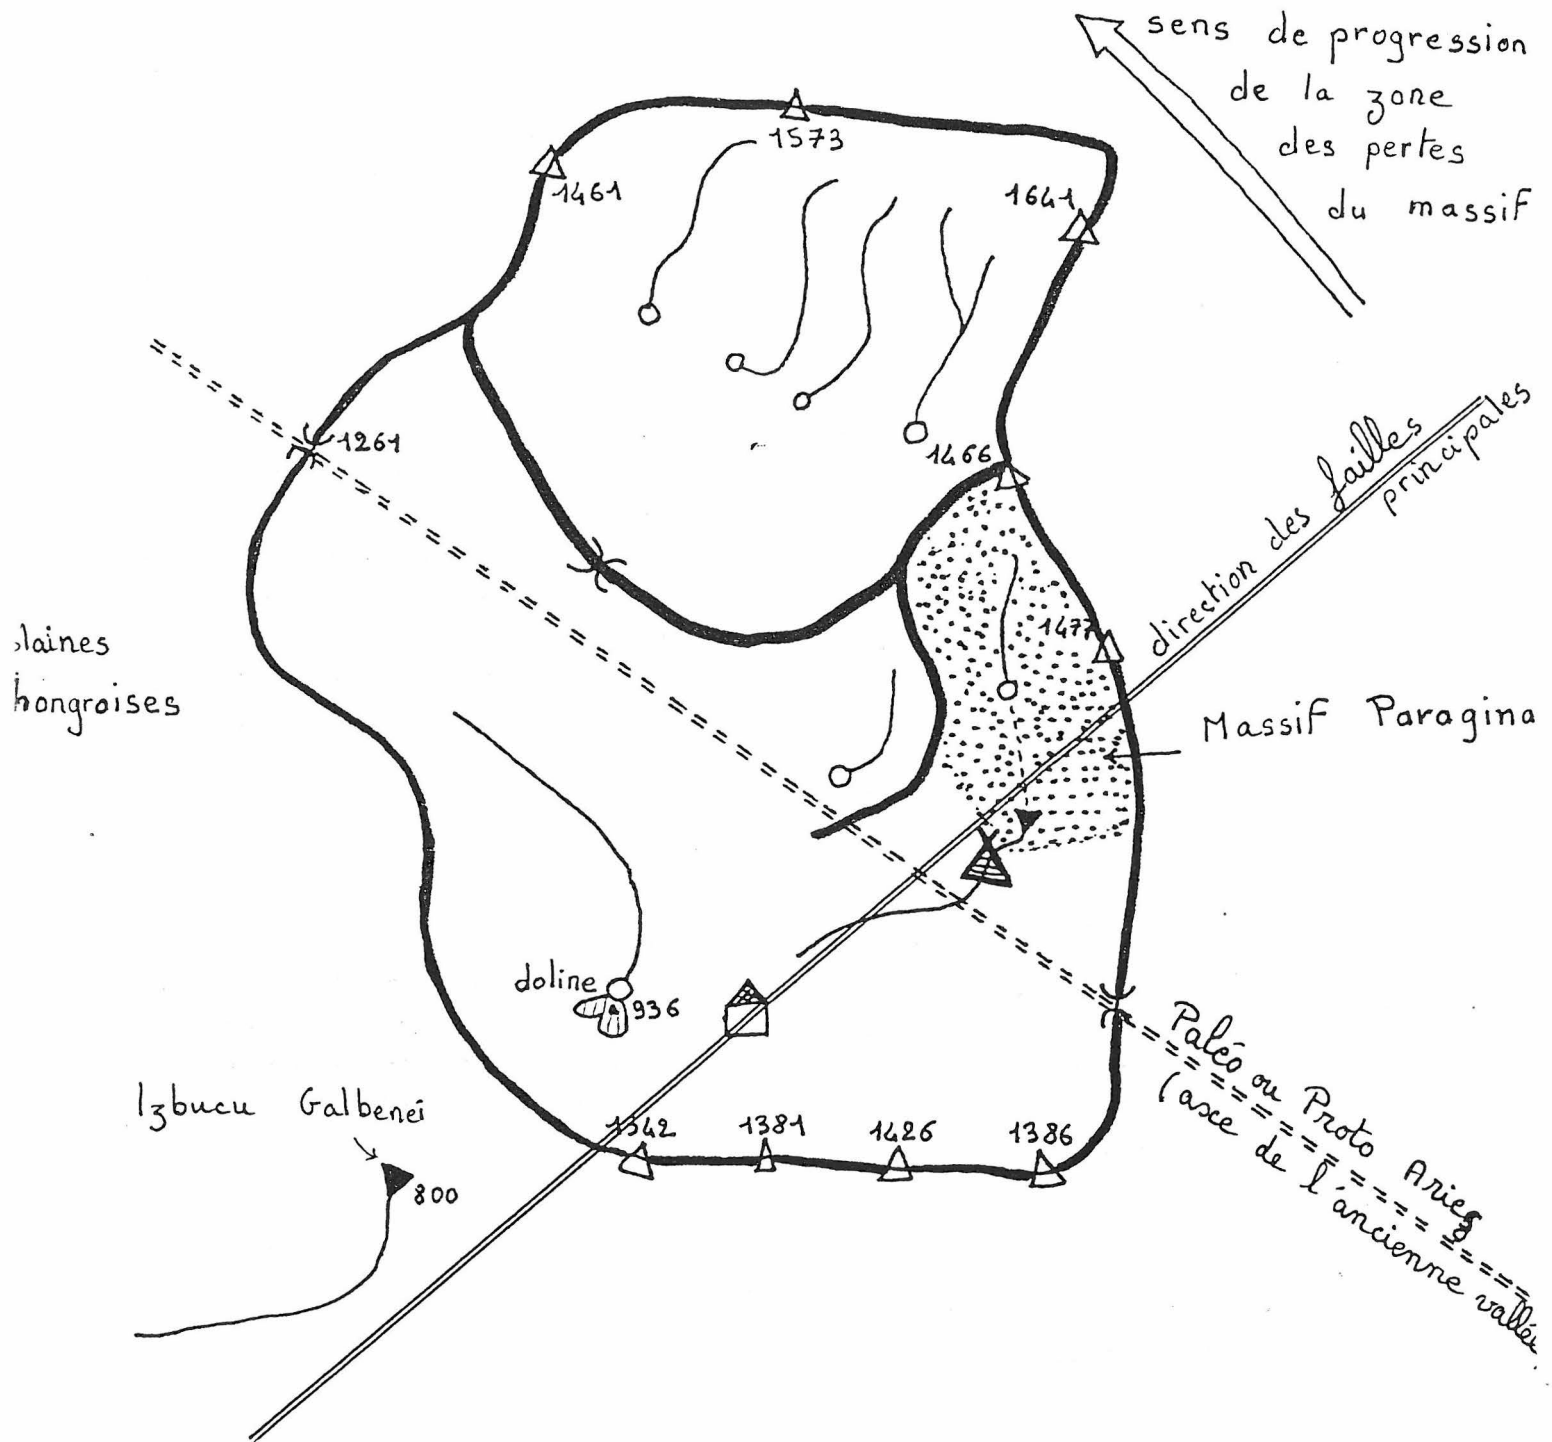 sens de progression
de la zone
des pertes
du massif
1573
1461
1641
1261
1466
direction des failles
principales
1477
laines
hongroises
Massif Paragina
doline
936
Izbucu Galbenei
800
1342
1381
1426
1386
Paléo ou Proto Arieş
(axe de l'ancienne vallée